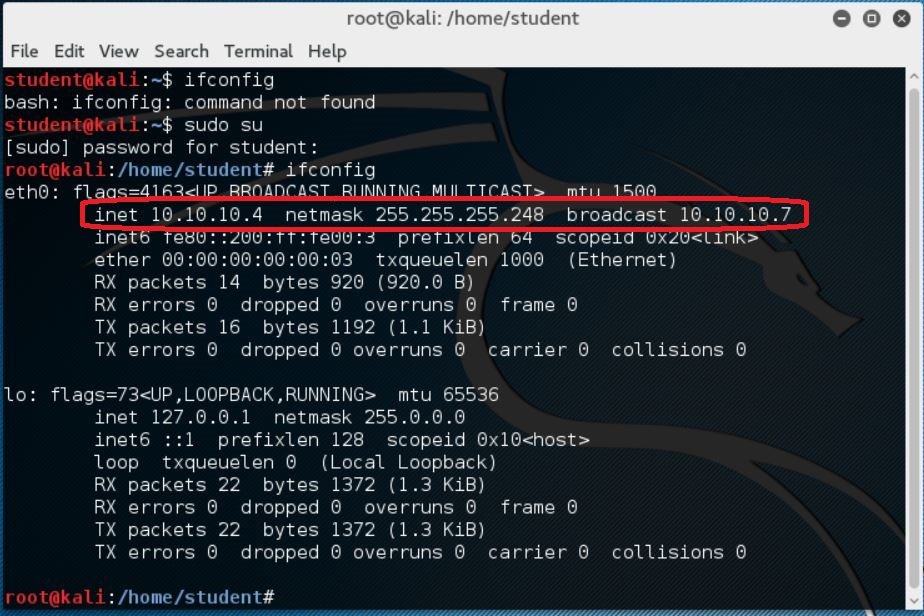 root@kali: /home/student
File Edit View Search Terminal Help
student@kali:~$ ifconfig
bash: ifconfig: command not found
student@kali:~$ sudo su
[sudo] password for student:
root@kali:/home/student# ifconfig
eth0: flags=4163<UP,BROADCAST,RUNNING,MULTICAST>  mtu 1500
inet 10.10.10.4  netmask 255.255.255.248  broadcast 10.10.10.7
inet6 fe80::200:ff:fe00:3  prefixlen 64  scopeid 0x20<link>
ether 00:00:00:00:00:03  txqueuelen 1000  (Ethernet)
RX packets 14  bytes 920 (920.0 B)
RX errors 0  dropped 0  overruns 0  frame 0
TX packets 16  bytes 1192 (1.1 KiB)
TX errors 0  dropped 0 overruns 0  carrier 0  collisions 0
lo: flags=73<UP,LOOPBACK,RUNNING>  mtu 65536
inet 127.0.0.1  netmask 255.0.0.0
inet6 ::1  prefixlen 128  scopeid 0x10<host>
loop  txqueuelen 0  (Local Loopback)
RX packets 22  bytes 1372 (1.3 KiB)
RX errors 0  dropped 0  overruns 0  frame 0
TX packets 22  bytes 1372 (1.3 KiB)
TX errors 0  dropped 0 overruns 0  carrier 0  collisions 0
root@kali:/home/student#